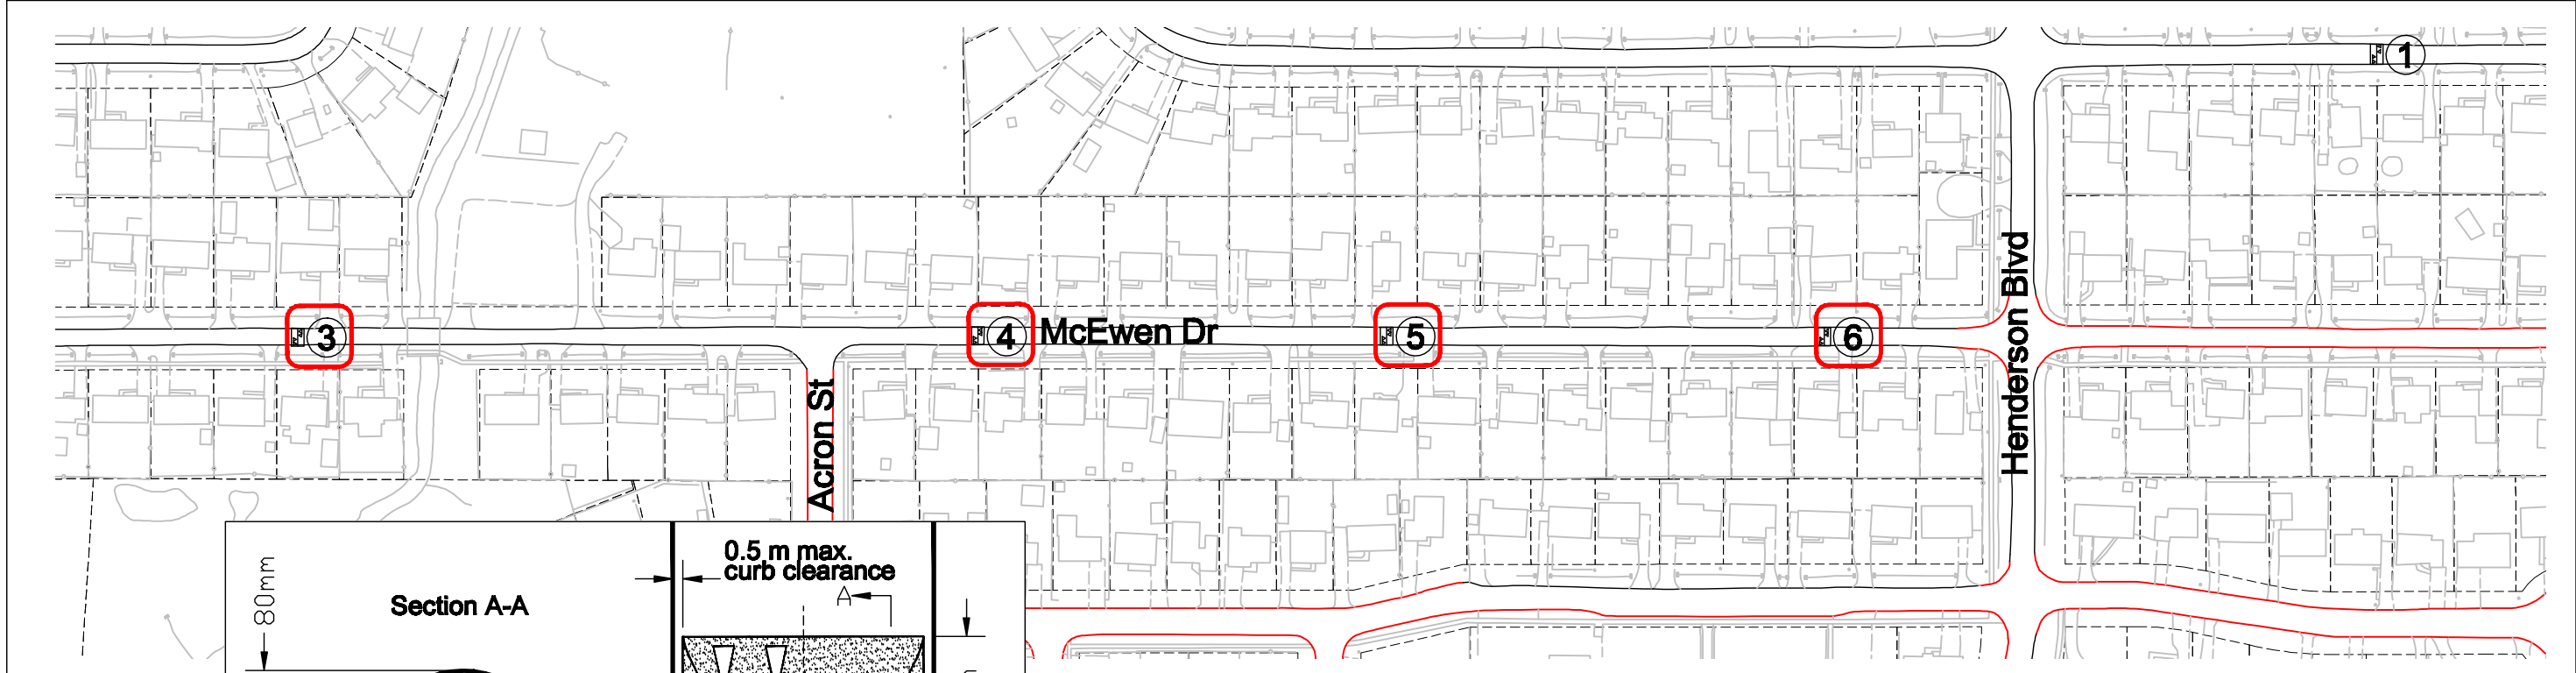 1
Henderson Blvd
3
4
McEwen Dr
5
6
Acron St
0.5 m max.
curb clearance
A
80mm
Section A-A